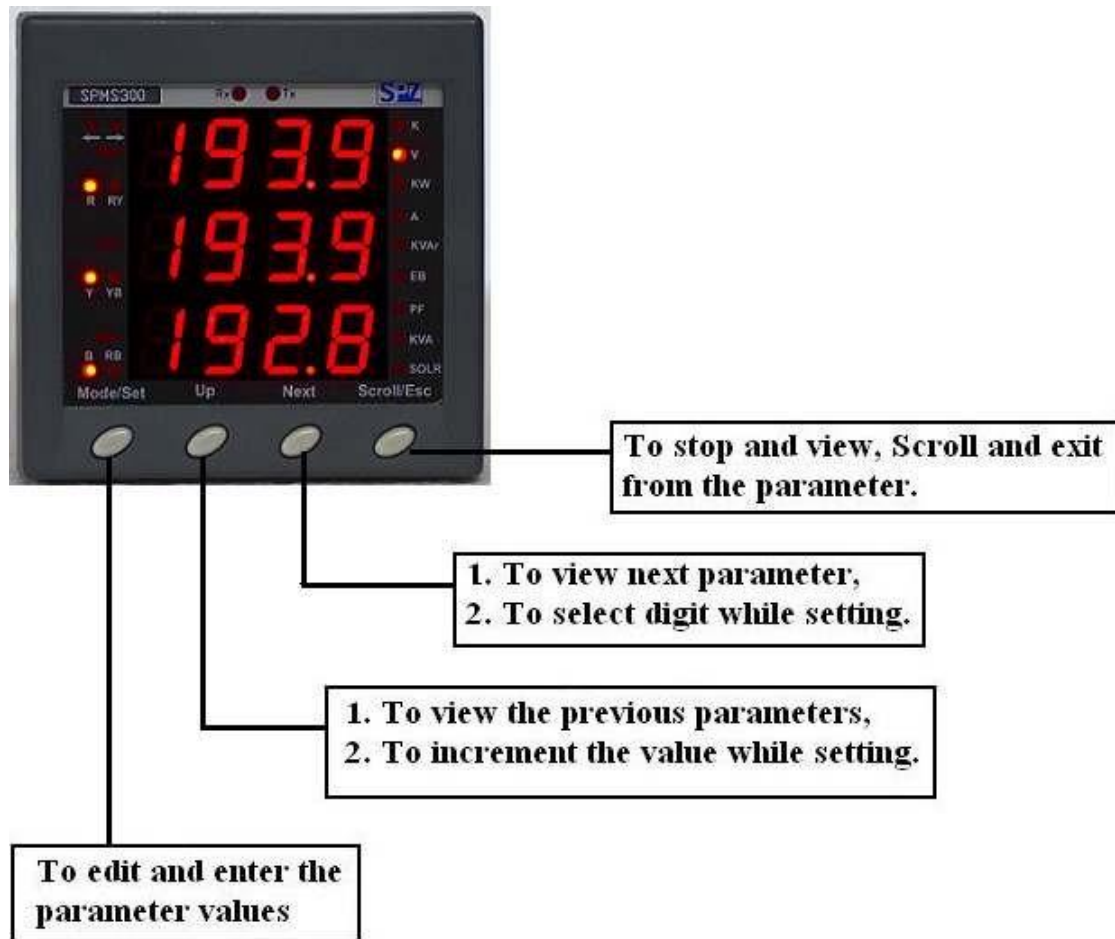 SPMS300 Rx Tx SPZ
193.9
193.9
192.8
K
V
KW
A
KVAr
EB
PF
KVA
SOLR
R RY
Y YB
B RB
Mode/Set Up Next Scroll/Esc
To stop and view, Scroll and exit
from the parameter.
1. To view next parameter,
2. To select digit while setting.
1. To view the previous parameters,
2. To increment the value while setting.
To edit and enter the
parameter values